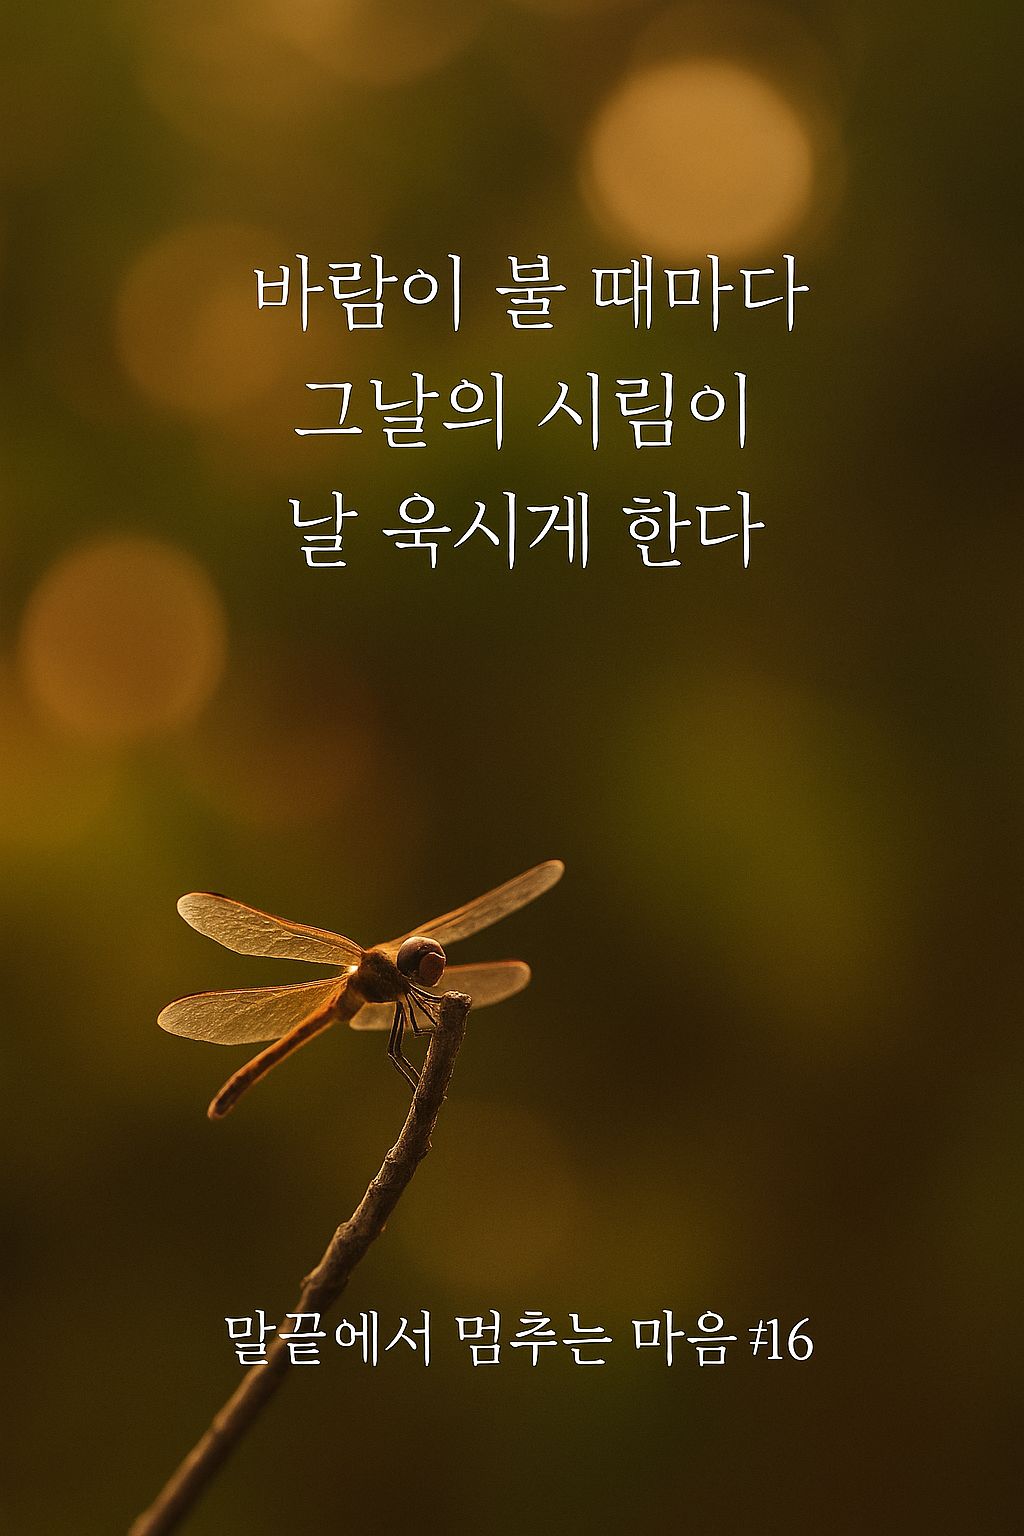 바람이 불 때마다
그날의 시림이
날 욱시게 한다
말끝에서 멈추는 마음 #16